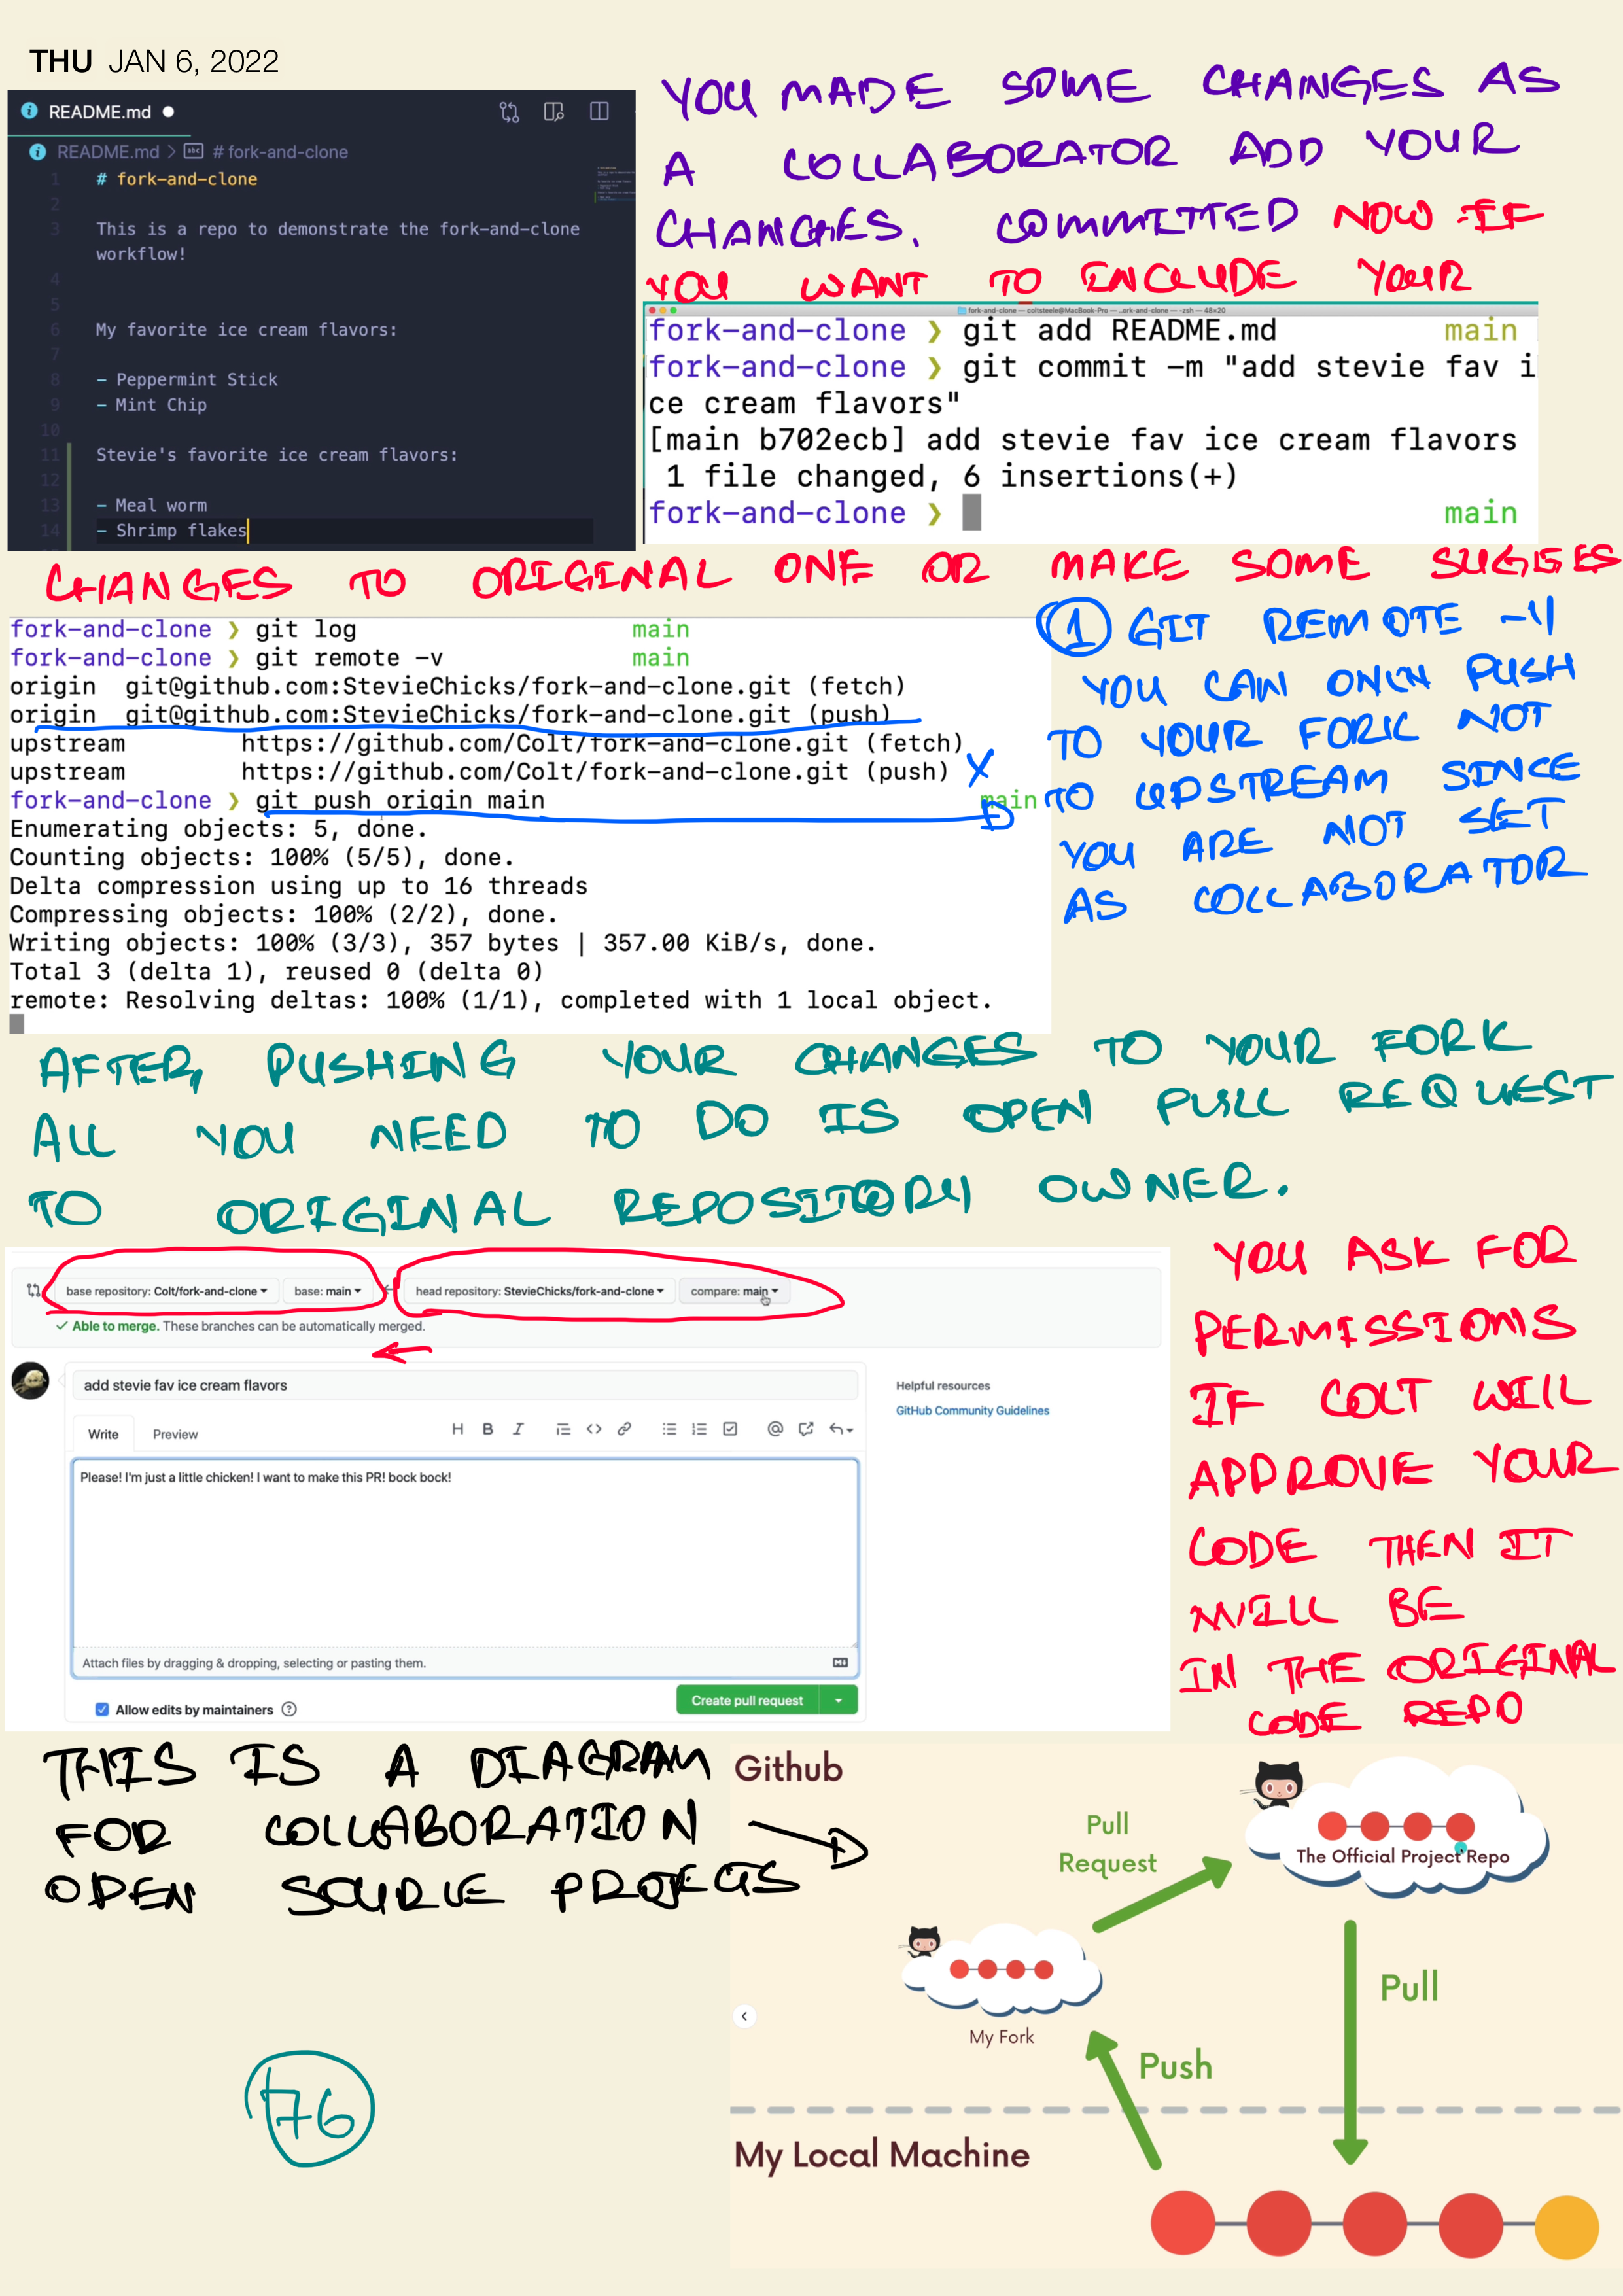 THU JAN 6, 2022
YOU MADE SOME CHANGES AS
A COLLABORATOR ADD YOUR
CHANGES. COMMITTED NOW IF
YOU WANT TO INCLUDE YOUR
README.md
README.md > # fork-and-clone
1 # fork-and-clone
2
3 This is a repo to demonstrate the fork-and-clone
workflow!
4
5
6 My favorite ice cream flavors:
7
8 - Peppermint Stick
9 - Mint Chip
10
11 Stevie's favorite ice cream flavors:
12
13 - Meal worm
14 - Shrimp flakes
fork-and-clone — coltsteele@MacBook-Pro — ..ork-and-clone — -zsh — 48×20
fork-and-clone ❯ git add README.md main
fork-and-clone ❯ git commit -m "add stevie fav i
ce cream flavors"
[main b702ecb] add stevie fav ice cream flavors
1 file changed, 6 insertions(+)
fork-and-clone ❯ main
CHANGES TO ORIGINAL ONE OR MAKE SOME SUGGES
fork-and-clone ❯ git log main
fork-and-clone ❯ git remote -v main
origin git@github.com:StevieChicks/fork-and-clone.git (fetch)
origin git@github.com:StevieChicks/fork-and-clone.git (push)
upstream https://github.com/Colt/fork-and-clone.git (fetch)
upstream https://github.com/Colt/fork-and-clone.git (push) X
fork-and-clone ❯ git push origin main main
Enumerating objects: 5, done.
Counting objects: 100% (5/5), done.
Delta compression using up to 16 threads
Compressing objects: 100% (2/2), done.
Writing objects: 100% (3/3), 357 bytes | 357.00 KiB/s, done.
Total 3 (delta 1), reused 0 (delta 0)
remote: Resolving deltas: 100% (1/1), completed with 1 local object.
1 GIT REMOTE -V
YOU CAN ONLY PUSH
TO YOUR FORK NOT
TO UPSTREAM SINCE
YOU ARE NOT SET
AS COLLABORATOR
AFTER, PUSHING YOUR CHANGES TO YOUR FORK
ALL YOU NEED TO DO IS OPEN PULL REQUEST
TO ORIGINAL REPOSITORY OWNER.
base repository: Colt/fork-and-clone base: main head repository: StevieChicks/fork-and-clone compare: main
✓ Able to merge. These branches can be automatically merged.
add stevie fav ice cream flavors
Write Preview H B I
Please! I'm just a little chicken! I want to make this PR! bock bock!
Attach files by dragging & dropping, selecting or pasting them.
Allow edits by maintainers
Create pull request
Helpful resources
GitHub Community Guidelines
YOU ASK FOR
PERMISSIONS
IF COLT WILL
APPROVE YOUR
CODE THEN IT
WILL BE
IN THE ORIGINAL
CODE REPO
THIS IS A DIAGRAM
FOR COLLABORATION
OPEN SOURCE PROJECTS
76
Github
Pull
Request
The Official Project Repo
My Fork
Pull
Push
My Local Machine